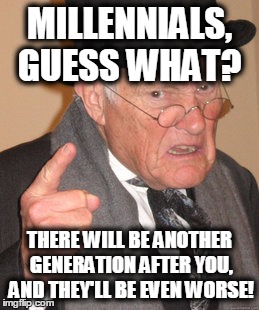 MILLENNIALS,
GUESS WHAT?
THERE WILL BE ANOTHER
GENERATION AFTER YOU,
AND THEY'LL BE EVEN WORSE!
imgflip.com